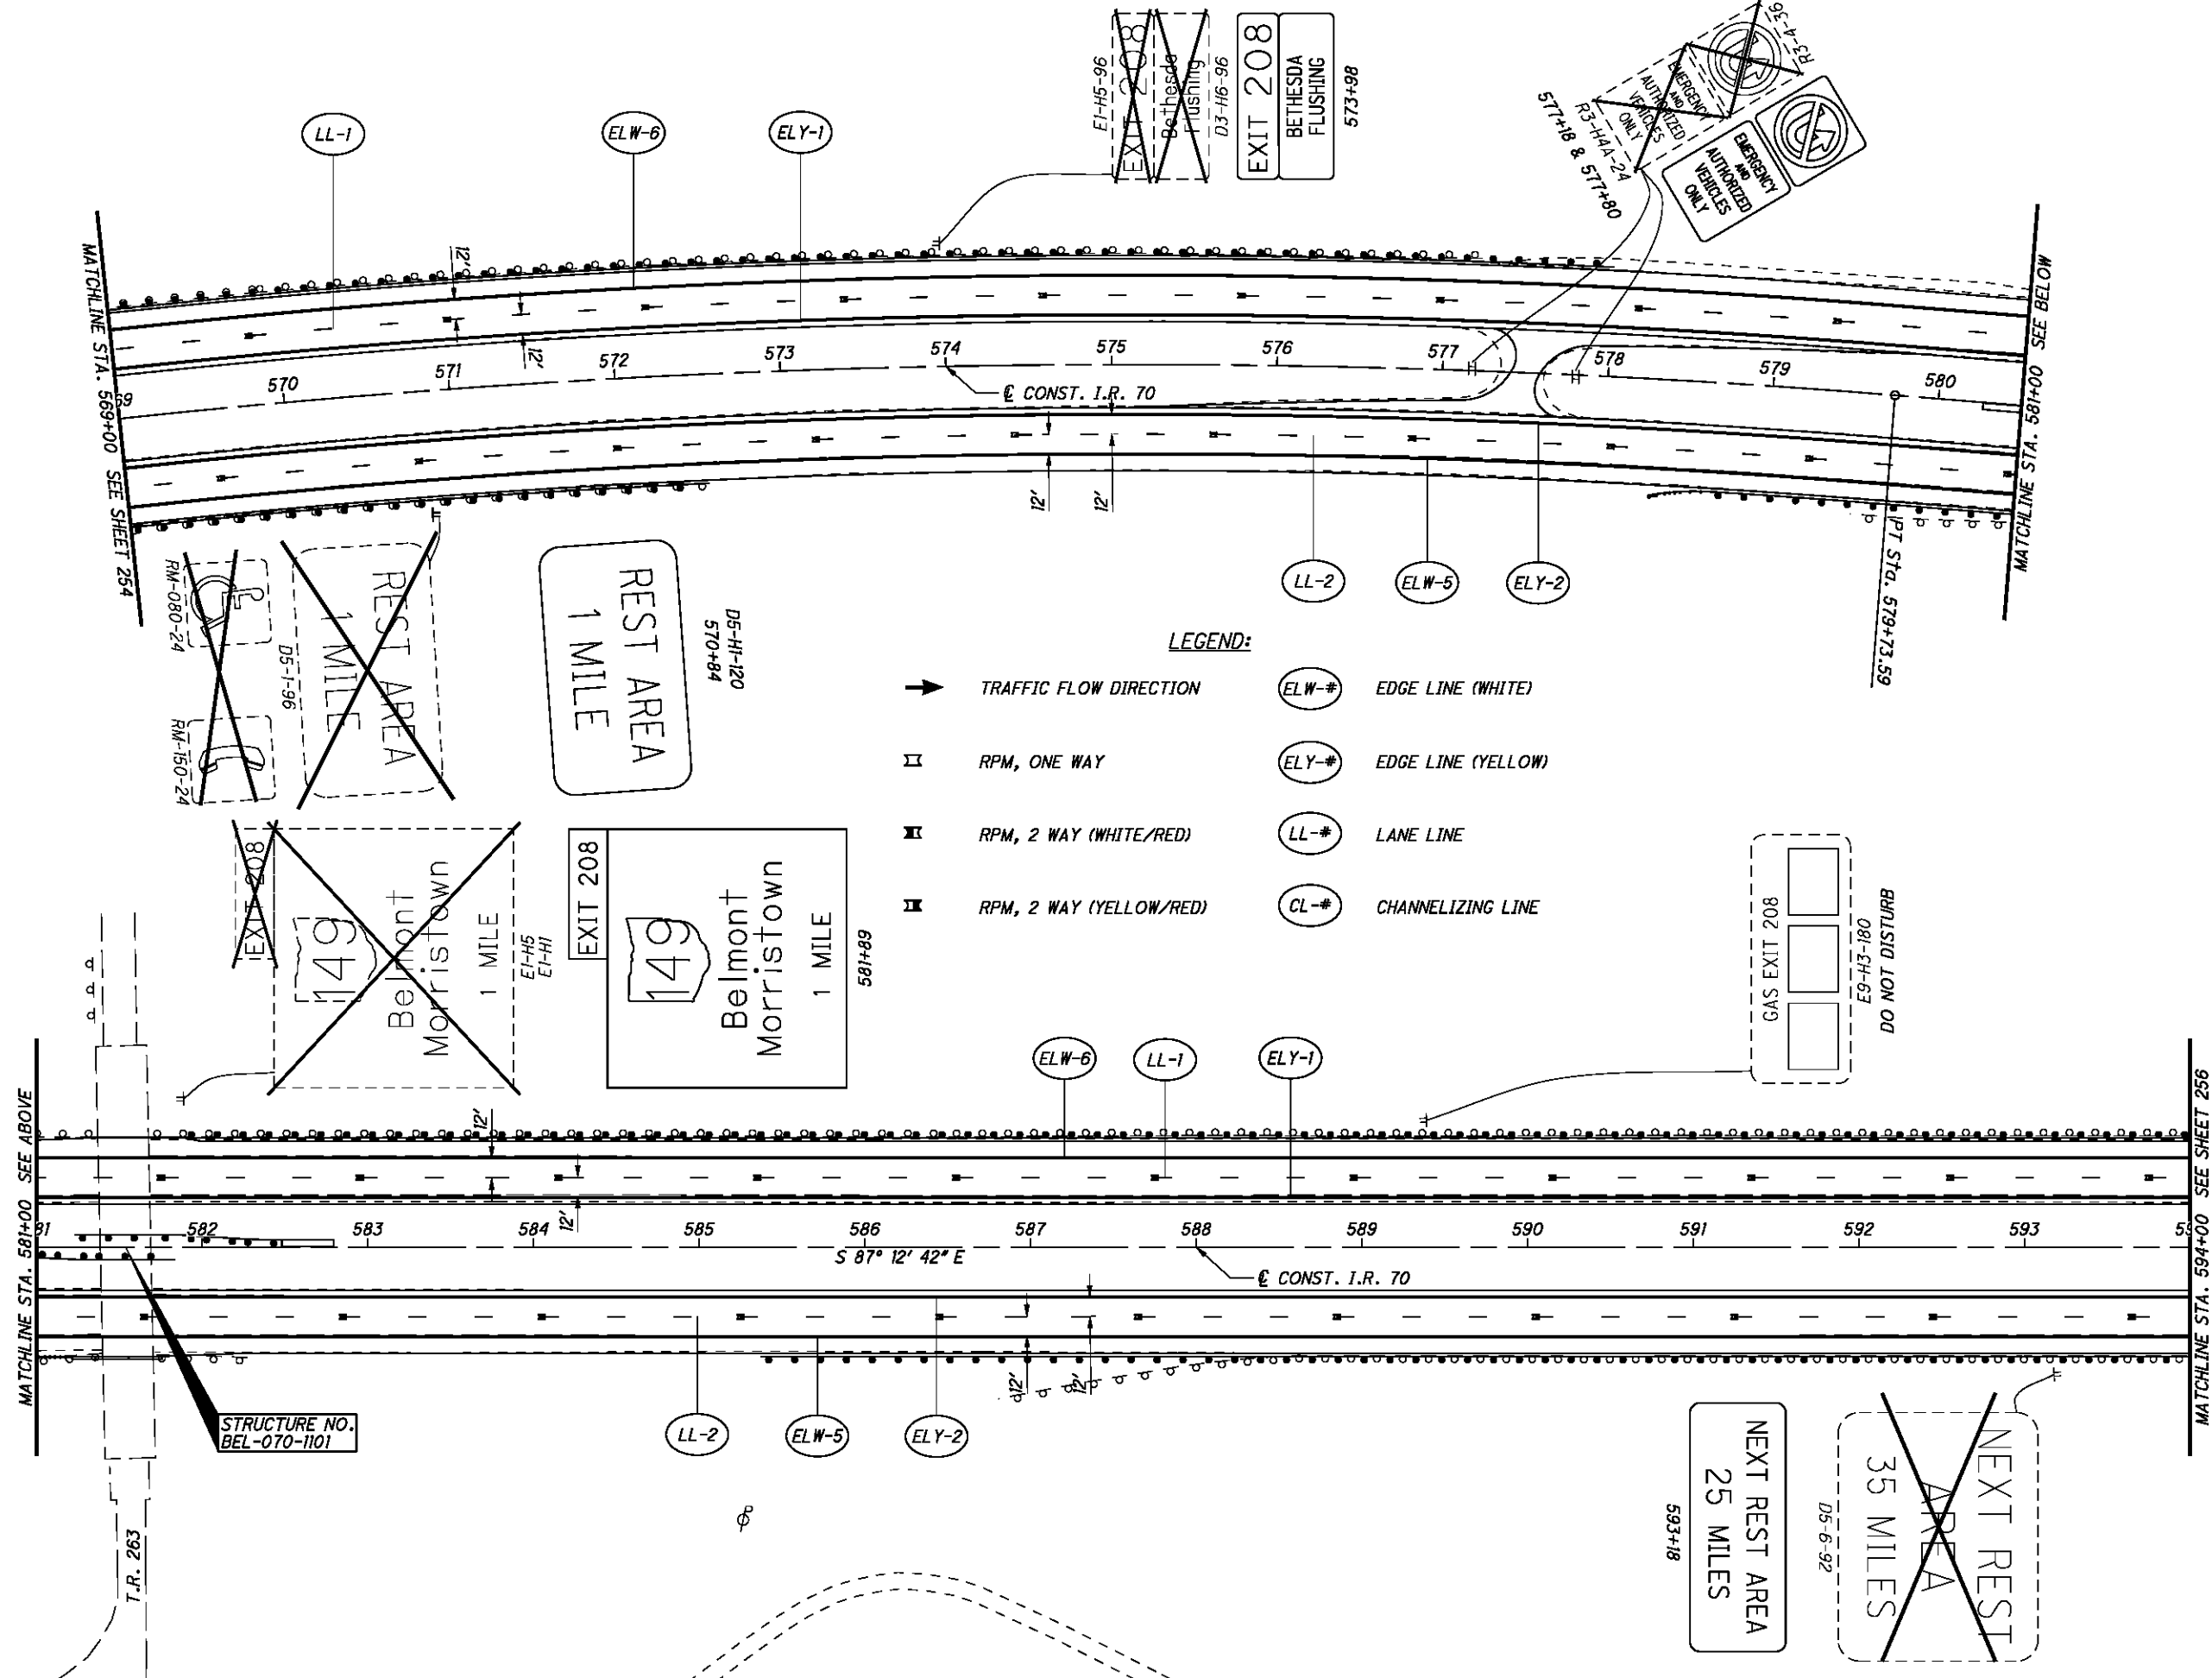 E1-H5-96
EXIT 208
Bethesda
Flushing
D3-H6-96
EXIT 208
BETHESDA
FLUSHING
573+98
R3-4-36
EMERGENCY
AND
AUTHORIZED
VEHICLES
ONLY
R3-H4A-24
577+18 & 577+80
EMERGENCY
AND
AUTHORIZED
VEHICLES
ONLY
LL-1
ELW-6
ELY-1
MATCHLINE STA. 569+00 SEE SHEET 254
12'
12'
69
570
571
572
573
574
575
576
577
578
579
580
℄ CONST. I.R. 70
MATCHLINE STA. 581+00 SEE BELOW
12'
12'
LL-2
ELW-5
ELY-2
PT Sta. 579+73.59
RM-080-24
RM-150-24
D5-1-96
REST AREA
1 MILE
REST AREA
1 MILE
D5-H1-120
570+84
LEGEND:
TRAFFIC FLOW DIRECTION
ELW-# EDGE LINE (WHITE)
RPM, ONE WAY
ELY-# EDGE LINE (YELLOW)
RPM, 2 WAY (WHITE/RED)
LL-# LANE LINE
RPM, 2 WAY (YELLOW/RED)
CL-# CHANNELIZING LINE
EXIT 208
149
Belmont
Morristown
1 MILE
E1-H5
E1-H1
EXIT 208
149
Belmont
Morristown
1 MILE
581+89
GAS EXIT 208
E9-H3-180
DO NOT DISTURB
ELW-6
LL-1
ELY-1
MATCHLINE STA. 581+00 SEE ABOVE
12'
12'
81
582
583
584
585
586
587
588
589
590
591
592
593
59
S 87° 12' 42" E
℄ CONST. I.R. 70
MATCHLINE STA. 594+00 SEE SHEET 256
12'
12'
STRUCTURE NO.
BEL-070-1101
LL-2
ELW-5
ELY-2
T.R. 263
NEXT REST AREA
25 MILES
593+18
NEXT REST
AREA
35 MILES
D5-6-92